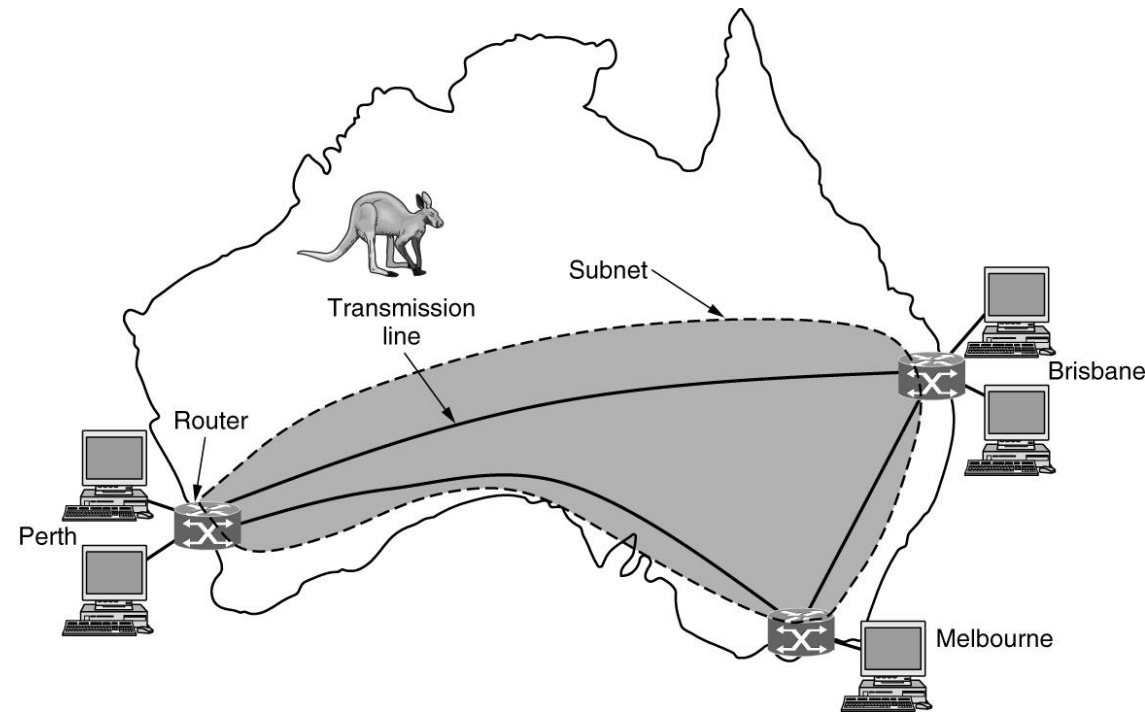 Subnet
Transmission
line
Brisbane
Router
Perth
Melbourne